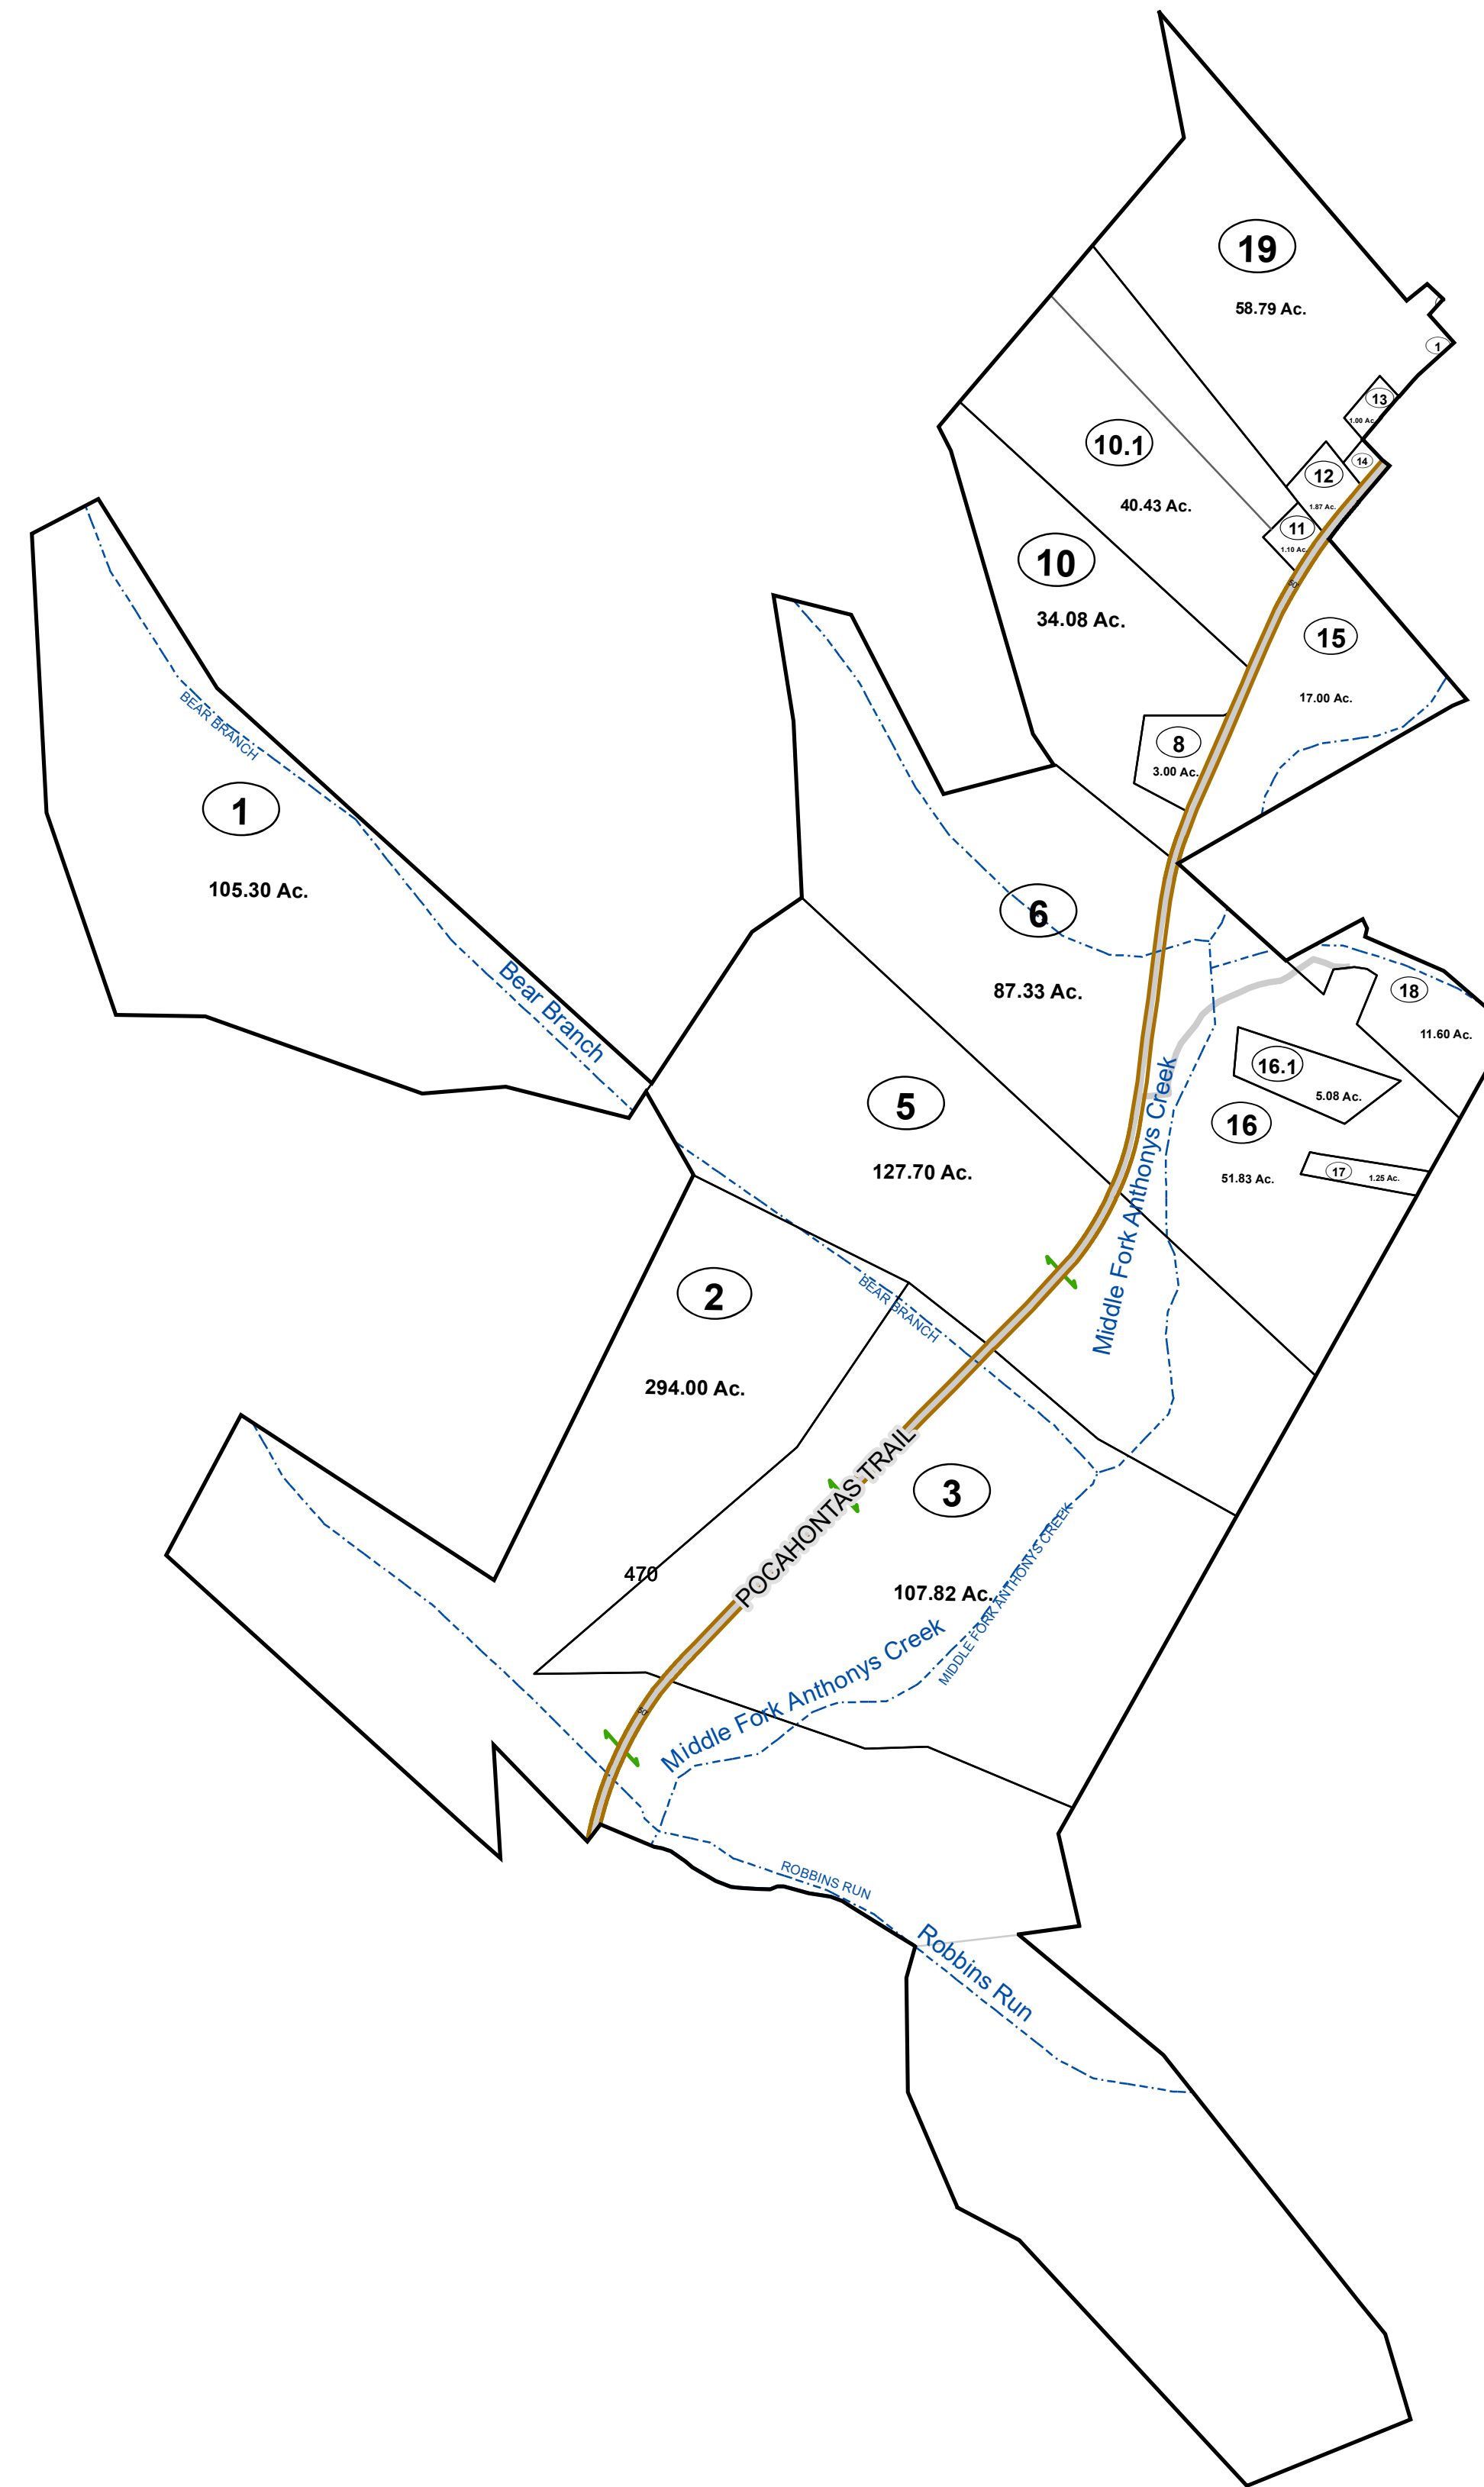 19
58.79 Ac.
1
13
1.00 Ac.
10.1
40.43 Ac.
14
12
1.87 Ac.
11
1.10 Ac.
10
34.08 Ac.
50
15
17.00 Ac.
8
3.00 Ac.
BEAR BRANCH
1
105.30 Ac.
Bear Branch
6
87.33 Ac.
18
11.60 Ac.
16.1
5.08 Ac.
5
127.70 Ac.
16
51.83 Ac.
17
1.25 Ac.
Middle Fork Anthonys Creek
2
294.00 Ac.
BEAR BRANCH
POCAHONTAS TRAIL
3
107.82 Ac.
470
MIDDLE FORK ANTHONYS CREEK
Middle Fork Anthonys Creek
50
ROBBINS RUN
Robbins Run